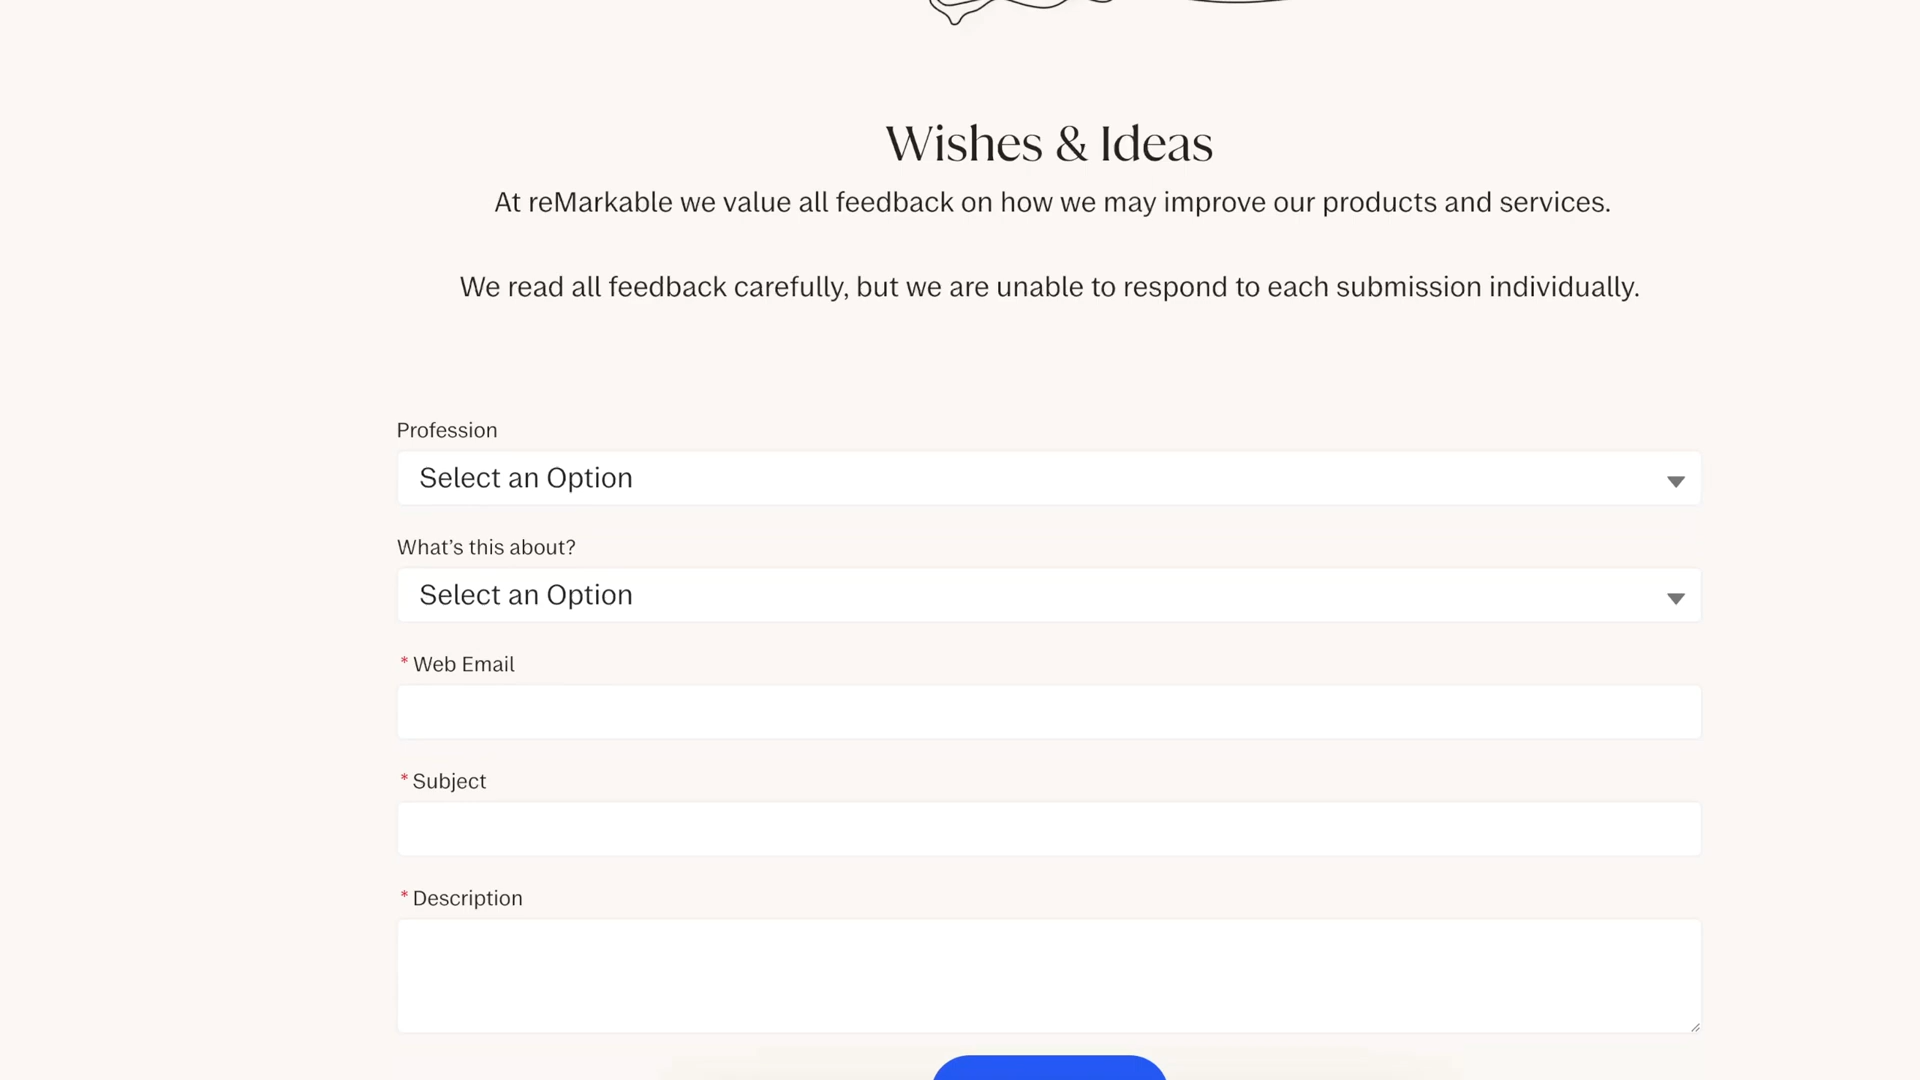 Wishes & Ideas
At reMarkable we value all feedback on how we may improve our products and services.
We read all feedback carefully, but we are unable to respond to each submission individually.
Profession
Select an Option
What’s this about?
Select an Option
* Web Email
* Subject
* Description